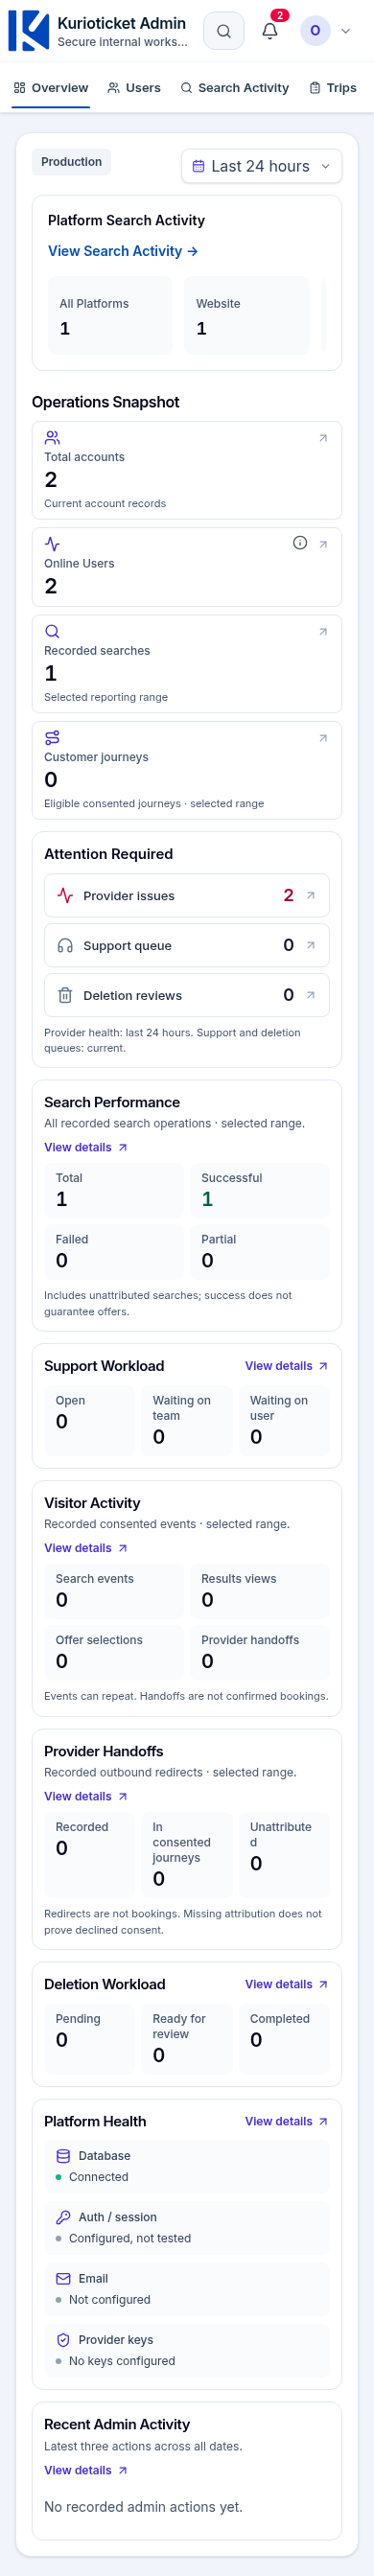 Kurioticket Admin
Secure internal works...
2
O
Overview
Users
Search Activity
Trips
Production
Last 24 hours
Platform Search Activity
View Search Activity →
All Platforms
1
Website
1
Operations Snapshot
Total accounts
2
Current account records
Online Users
2
Recorded searches
1
Selected reporting range
Customer journeys
0
Eligible consented journeys · selected range
Attention Required
Provider issues
2
Support queue
0
Deletion reviews
0
Provider health: last 24 hours. Support and deletion
queues: current.
Search Performance
All recorded search operations · selected range.
View details
Total
1
Successful
1
Failed
0
Partial
0
Includes unattributed searches; success does not
guarantee offers.
Support Workload
View details
Open
0
Waiting on
team
0
Waiting on
user
0
Visitor Activity
Recorded consented events · selected range.
View details
Search events
0
Results views
0
Offer selections
0
Provider handoffs
0
Events can repeat. Handoffs are not confirmed bookings.
Provider Handoffs
Recorded outbound redirects · selected range.
View details
Recorded
0
In
consented
journeys
0
Unattribute
d
0
Redirects are not bookings. Missing attribution does not
prove declined consent.
Deletion Workload
View details
Pending
0
Ready for
review
0
Completed
0
Platform Health
View details
Database
Connected
Auth / session
Configured, not tested
Email
Not configured
Provider keys
No keys configured
Recent Admin Activity
Latest three actions across all dates.
View details
No recorded admin actions yet.